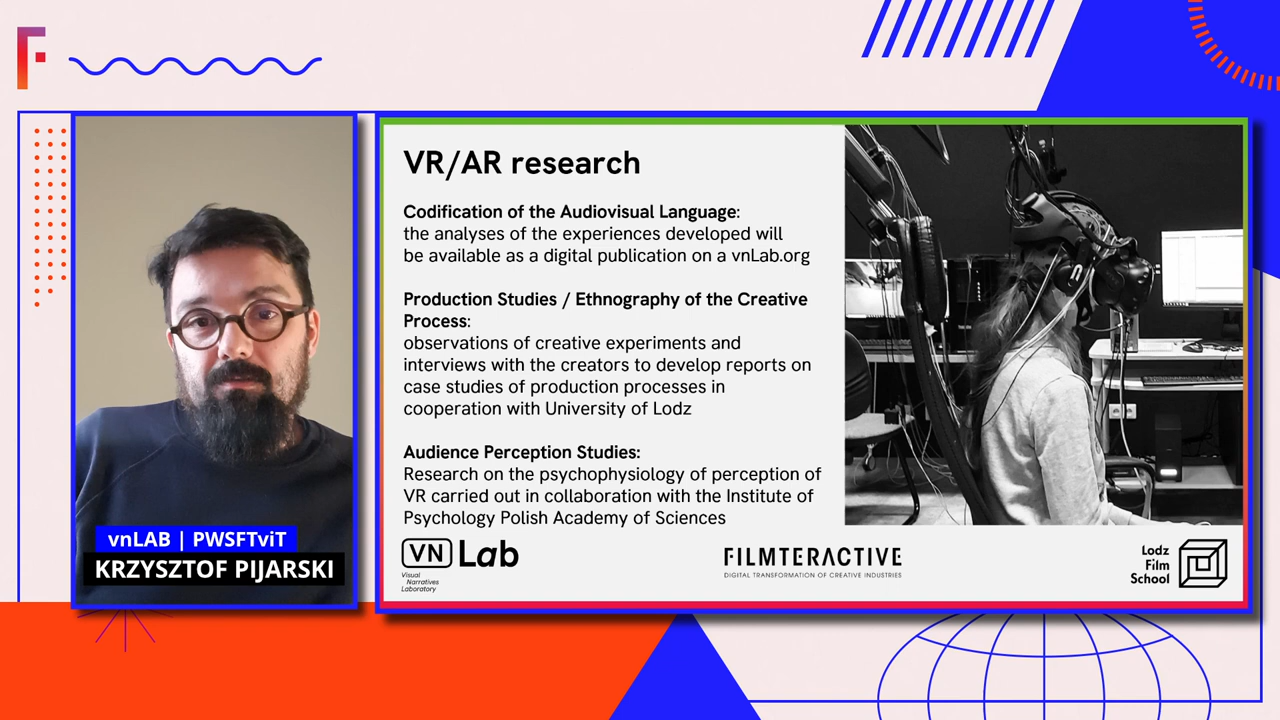 F
VR/AR research
Codification of the Audiovisual Language:
the analyses of the experiences developed will
be available as a digital publication on a vnLab.org
Production Studies / Ethnography of the Creative
Process:
observations of creative experiments and
interviews with the creators to develop reports on
case studies of production processes in
cooperation with University of Lodz
Audience Perception Studies:
Research on the psychophysiology of perception of
VR carried out in collaboration with the Institute of
Psychology Polish Academy of Sciences
vnLAB | PWSFTviT
KRZYSZTOF PIJARSKI
VN Lab
Visual
Narratives
Laboratory
FILMTERACTIVE
DIGITAL TRANSFORMATION OF CREATIVE INDUSTRIES
Lodz
Film
School